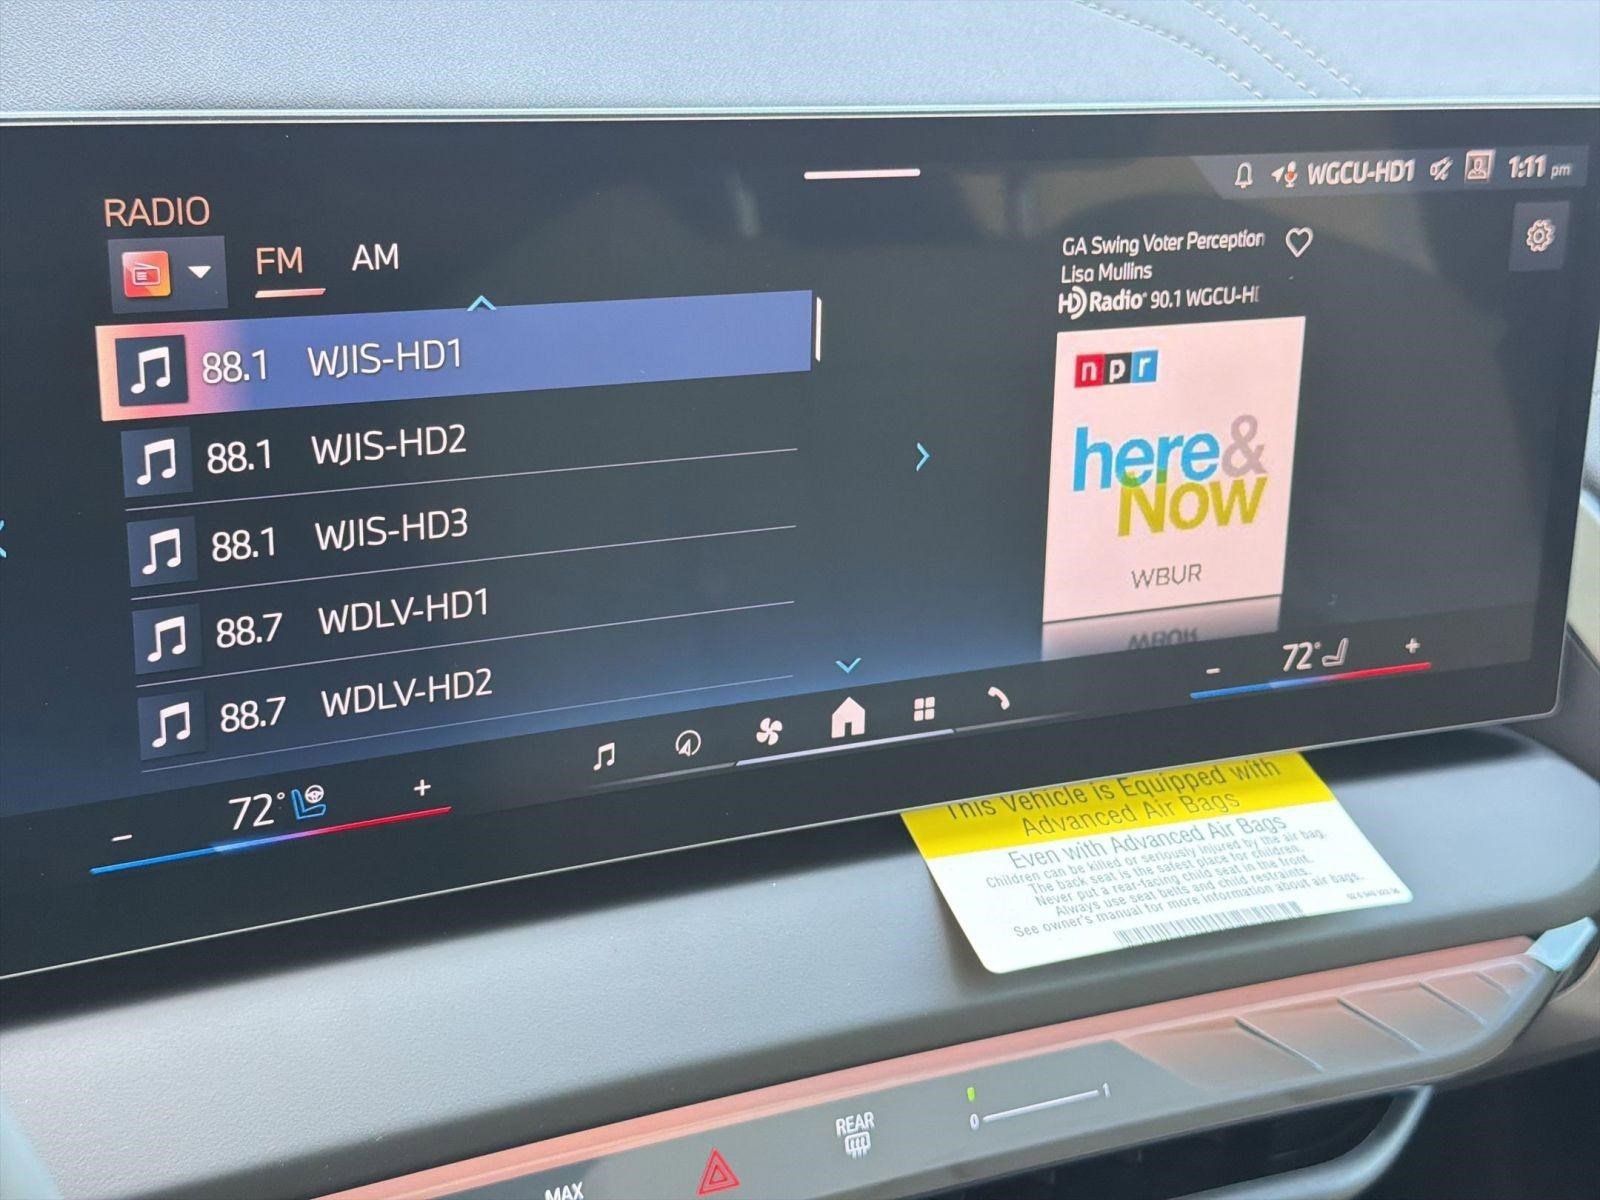 WGCU-HD1 1:11 pm
RADIO
FM AM
GA Swing Voter Perception
Lisa Mullins
HD Radio 90.1 WGCU-H
88.1 WJIS-HD1
88.1 WJIS-HD2
88.1 WJIS-HD3
88.7 WDLV-HD1
88.7 WDLV-HD2
npr
here&
Now
WBUR
72°
72°
This Vehicle is Equipped with
Advanced Air Bags
Even with Advanced Air Bags
Children can be killed or seriously injured by the air bag.
The back seat is the safest place for children.
Never put a rear-facing child seat in the front.
Always use seat belts and child restraints.
See owner's manual for more information about air bags.
REAR
0 1
MAX